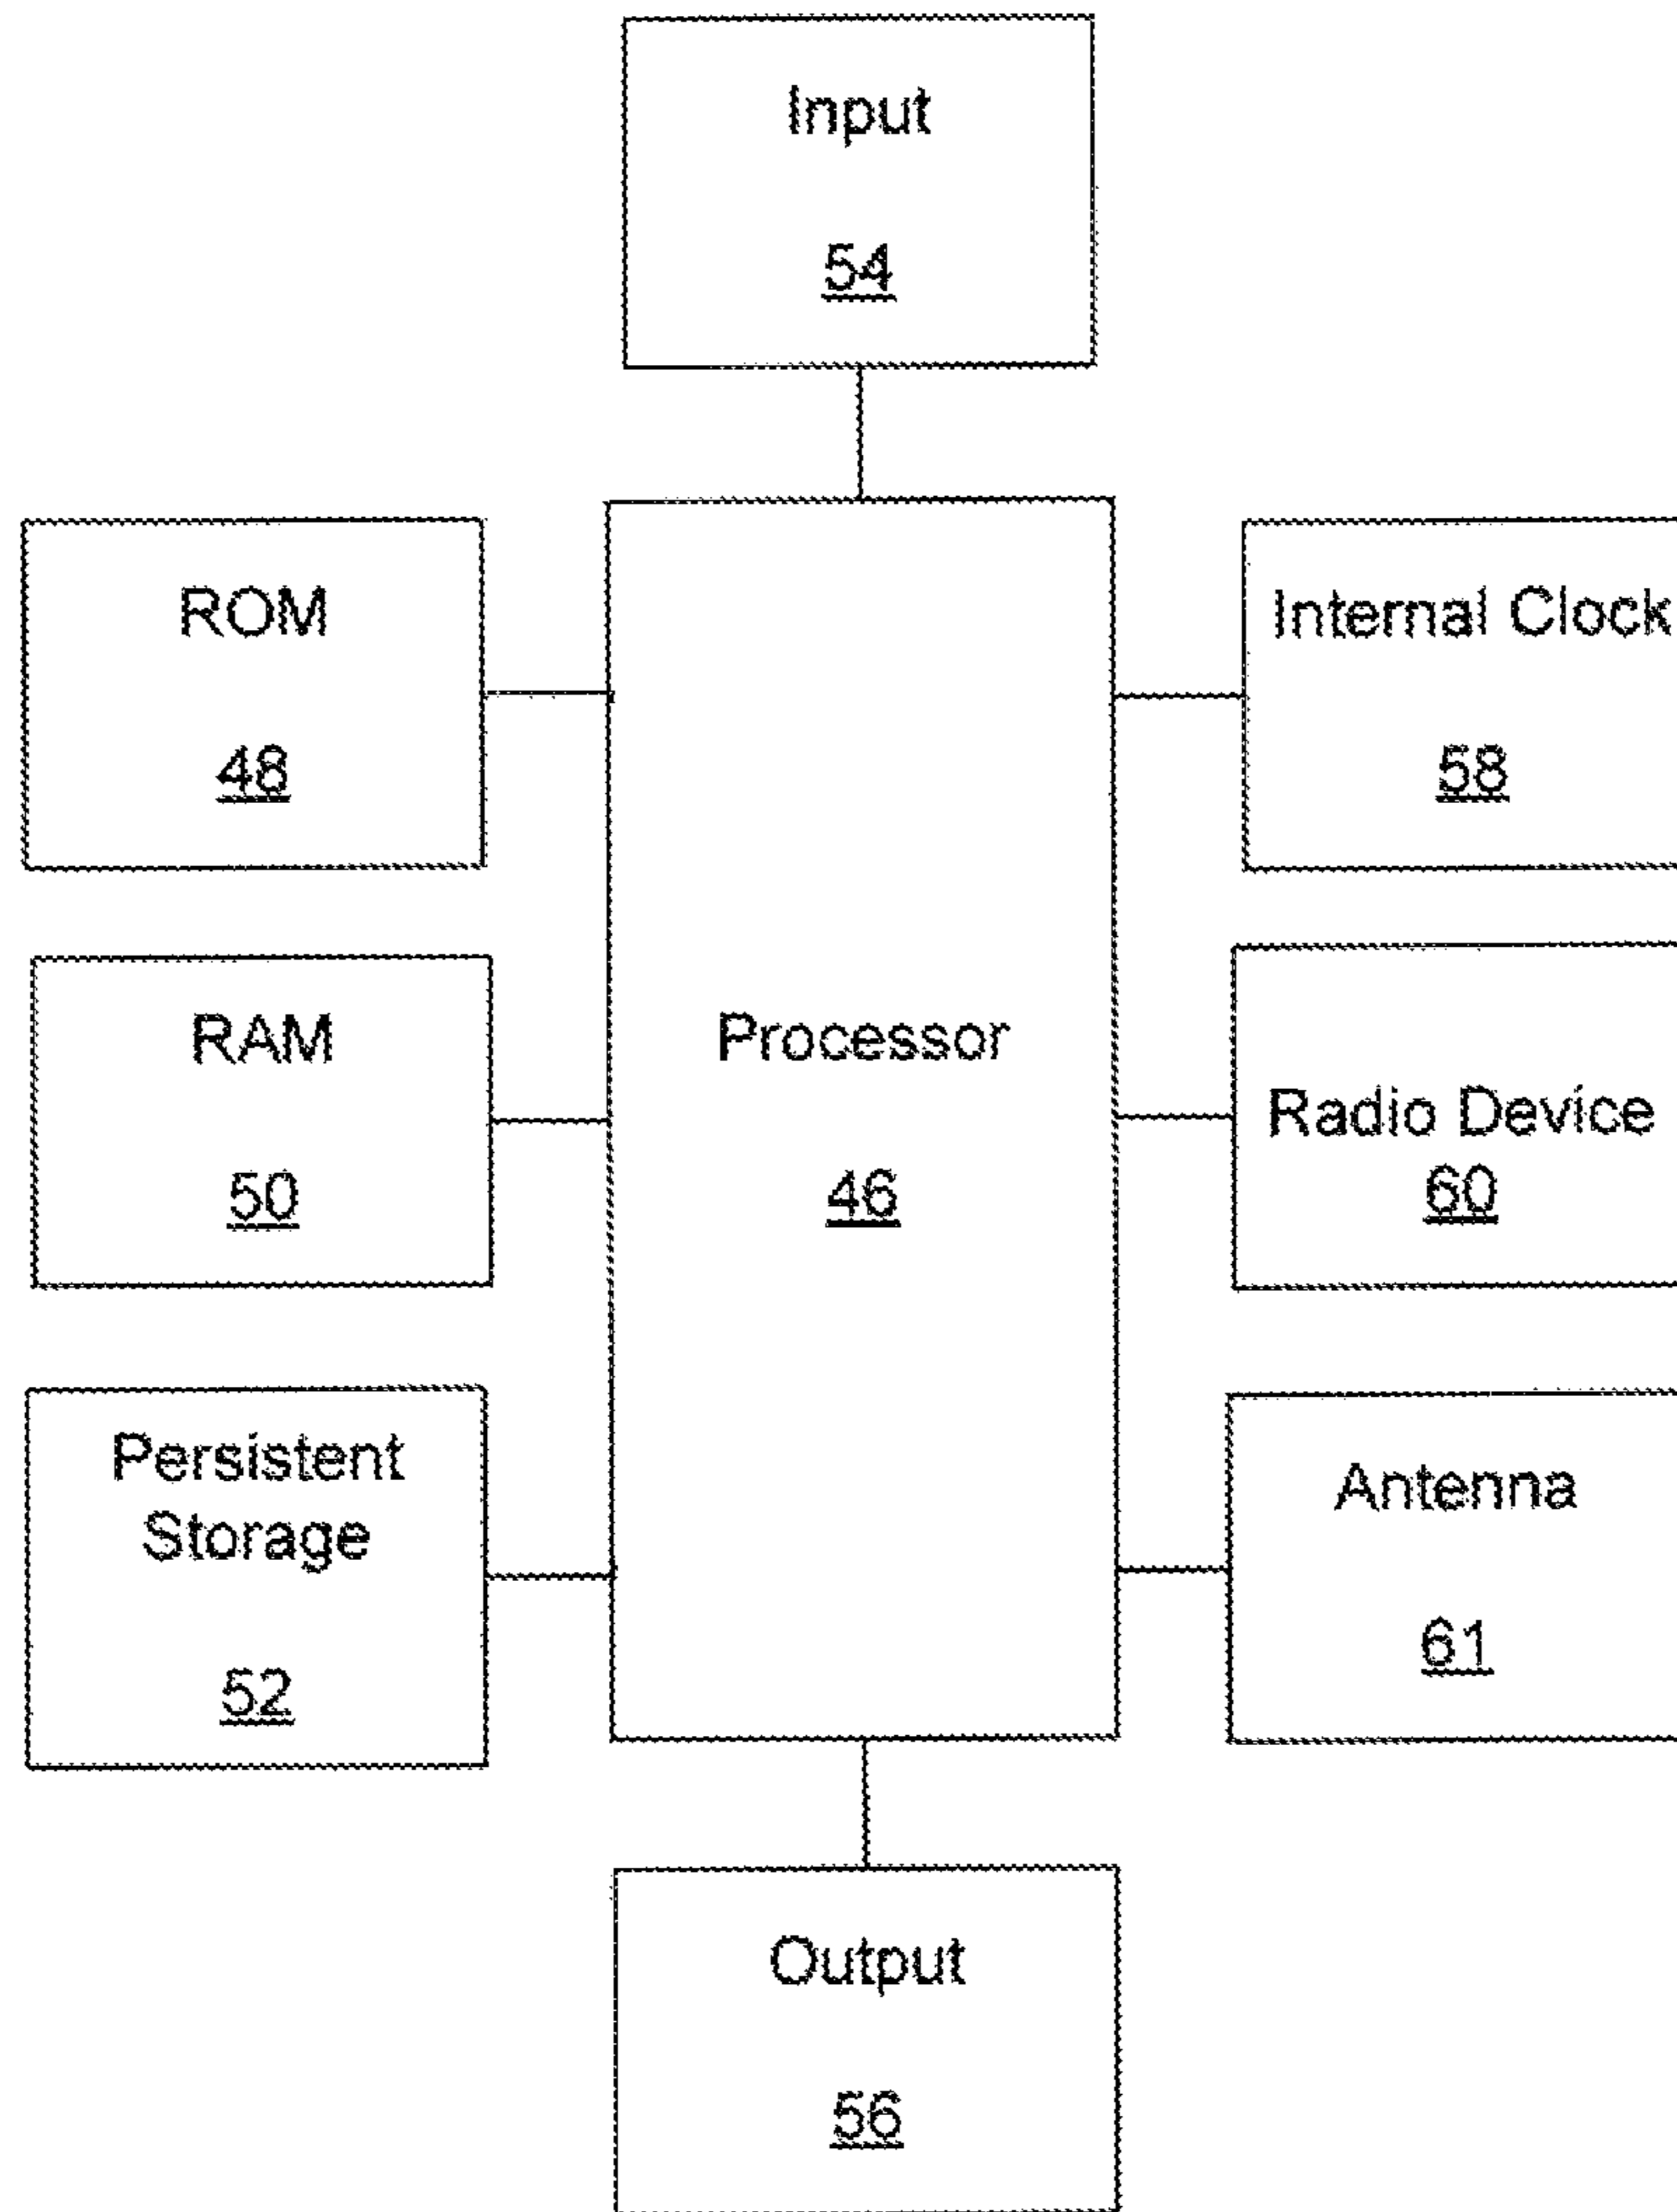 Input
54
ROM
48
Internal Clock
58
RAM
50
Processor
46
Radio Device
60
Persistent
Storage
52
Antenna
61
Output
56